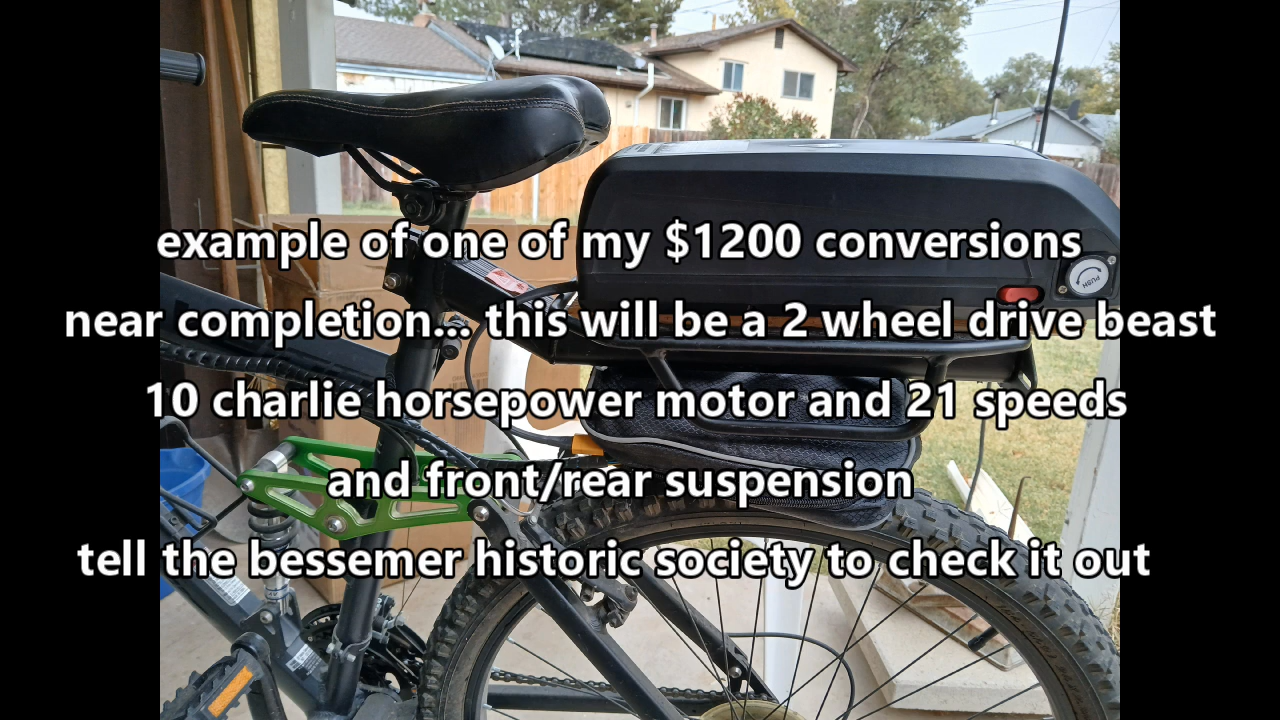 example of one of my $1200 conversions
near completion... this will be a 2 wheel drive beast
10 charlie horsepower motor and 21 speeds
and front/rear suspension
tell the bessemer historic society to check it out
PUSH